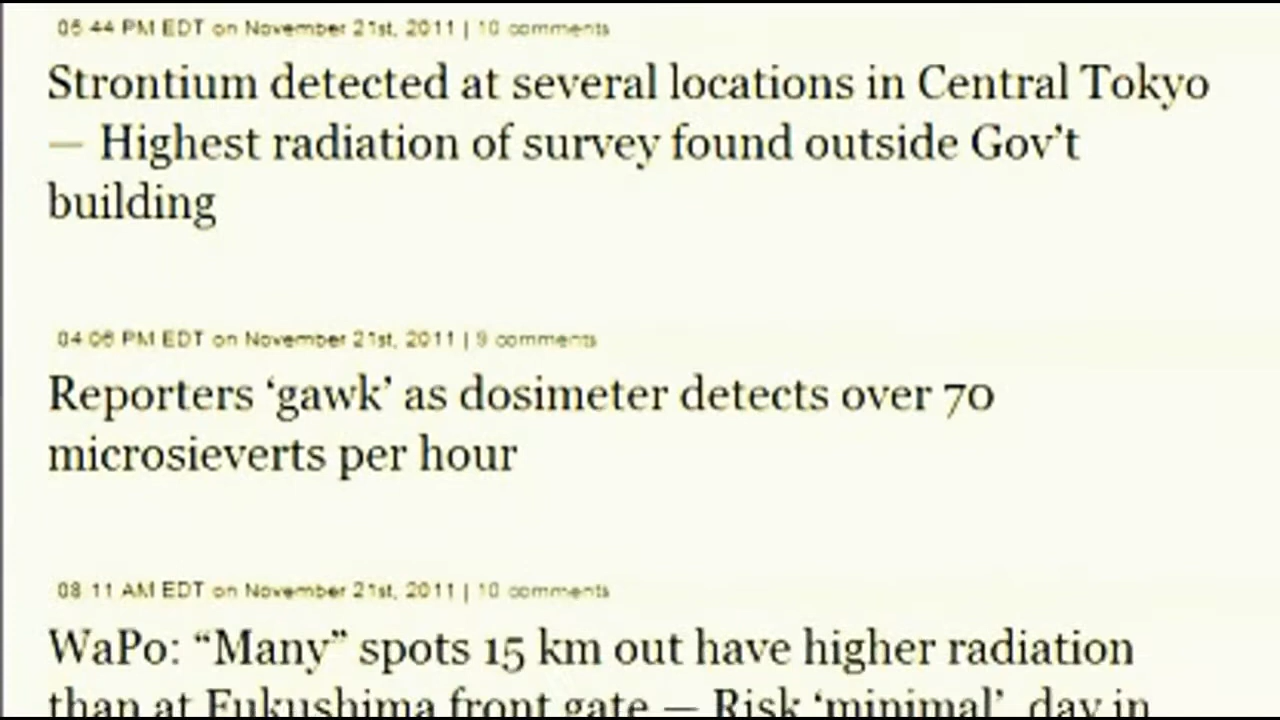 05:44 PM EDT on November 21st, 2011 | 10 comments
Strontium detected at several locations in Central Tokyo
— Highest radiation of survey found outside Gov’t
building
04:06 PM EDT on November 21st, 2011 | 9 comments
Reporters ‘gawk’ as dosimeter detects over 70
microsieverts per hour
08:11 AM EDT on November 21st, 2011 | 10 comments
WaPo: “Many” spots 15 km out have higher radiation
than at Fukushima front gate — Risk ‘minimal’, day in